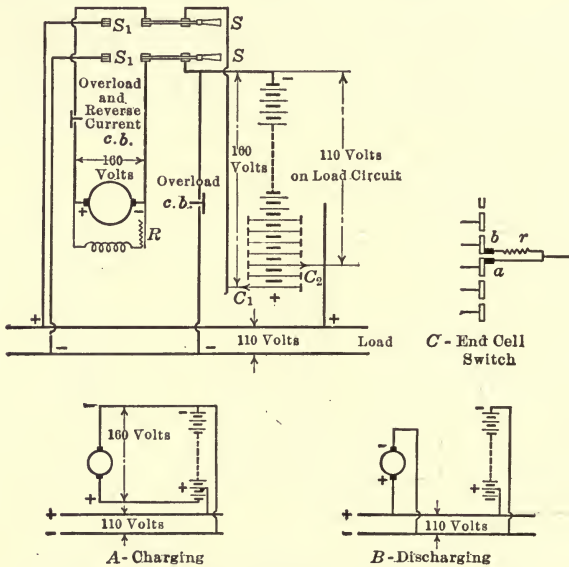 S₁ S
S₁ S
Overload
and
Reverse
Current
c.b.
160
Volts
+ -
R
Overload
c.b.
-
160
Volts
110 Volts
on Load Circuit
C₁ C₂
+
+ +
110 Volts Load
- -
b r
a
C - End Cell
Switch
- -
160 Volts
+ +
+ +
110 Volts
- -
A - Charging
- -
+ +
+ +
110 Volts
- -
B - Discharging